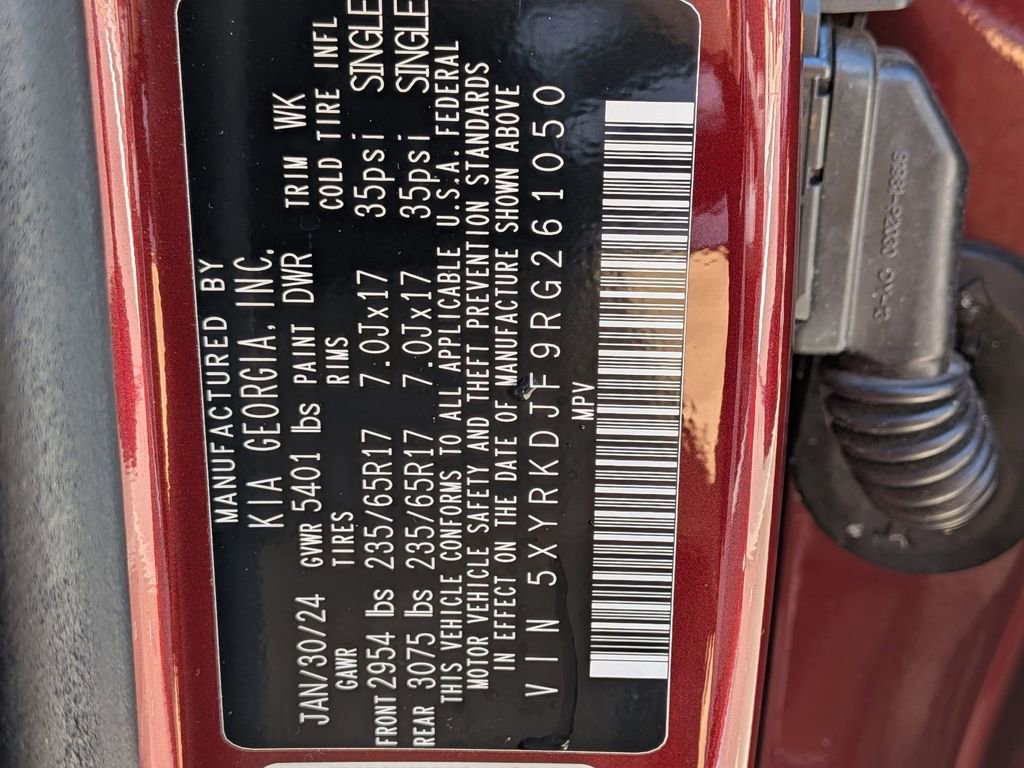 MANUFACTURED BY
KIA GEORGIA, INC.
JAN/30/24 GVWR 5401 lbs PAINT DWR TRIM WK
GAWR TIRES RIMS COLD TIRE INFL
FRONT 2954 lbs 235/65R17 7.0Jx17 35psi SINGLE
REAR 3075 lbs 235/65R17 7.0Jx17 35psi SINGLE
THIS VEHICLE CONFORMS TO ALL APPLICABLE U.S.A. FEDERAL
MOTOR VEHICLE SAFETY AND THEFT PREVENTION STANDARDS
IN EFFECT ON THE DATE OF MANUFACTURE SHOWN ABOVE
VIN 5XYRKDJF9RG261050
MPV